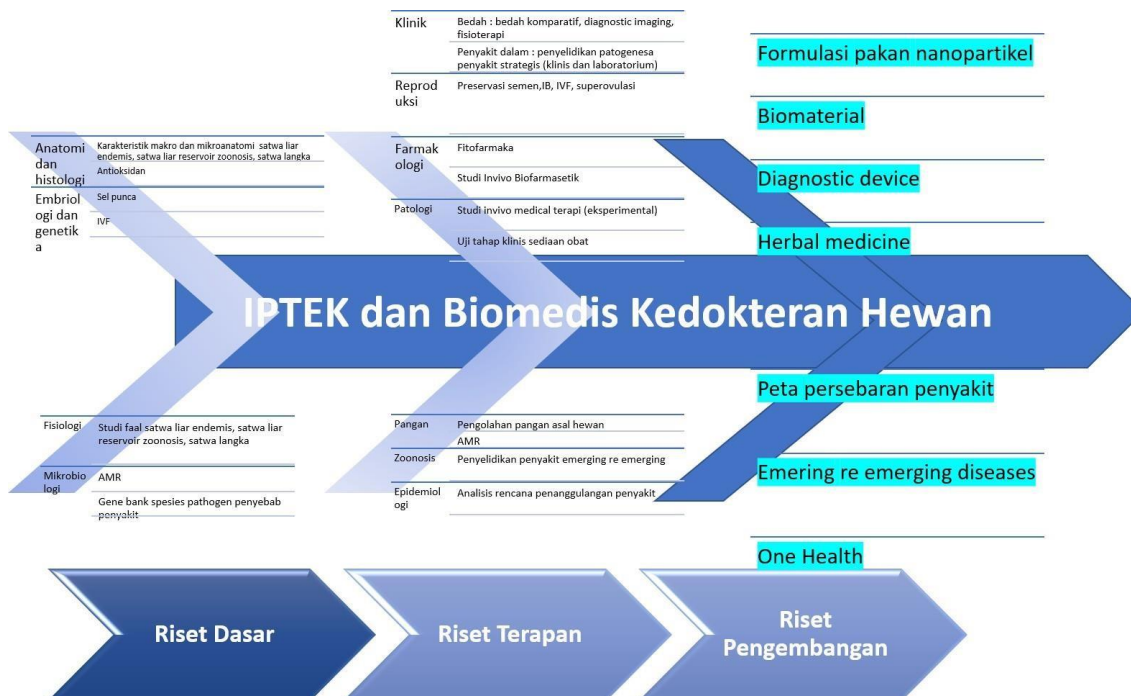 Anatomi
dan
histologi
Karakteristik makro dan mikroanatomi satwa liar
endemis, satwa liar reservoir zoonosis, satwa langka
Antioksidan
Embriol
ogi dan
genetik
a
Sel punca
IVF
Klinik
Bedah : bedah komparatif, diagnostic imaging,
fisioterapi
Penyakit dalam : penyelidikan patogenesa
penyakit strategis (klinis dan laboratorium)
Reprod
uksi
Preservasi semen,IB, IVF, superovulasi
Farmak
ologi
Fitofarmaka
Studi Invivo Biofarmasetik
Patologi
Studi invivo medical terapi (eksperimental)
Uji tahap klinis sediaan obat
Formulasi pakan nanopartikel
Biomaterial
Diagnostic device
Herbal medicine
IPTEK dan Biomedis Kedokteran Hewan
Fisiologi
Studi faal satwa liar endemis, satwa liar
reservoir zoonosis, satwa langka
Mikrobio
logi
AMR
Gene bank spesies pathogen penyebab
penyakit
Pangan
Pengolahan pangan asal hewan
AMR
Zoonosis
Penyelidikan penyakit emerging re emerging
Epidemiol
ogi
Analisis rencana penanggulangan penyakit
Peta persebaran penyakit
Emering re emerging diseases
One Health
Riset Dasar
Riset Terapan
Riset
Pengembangan